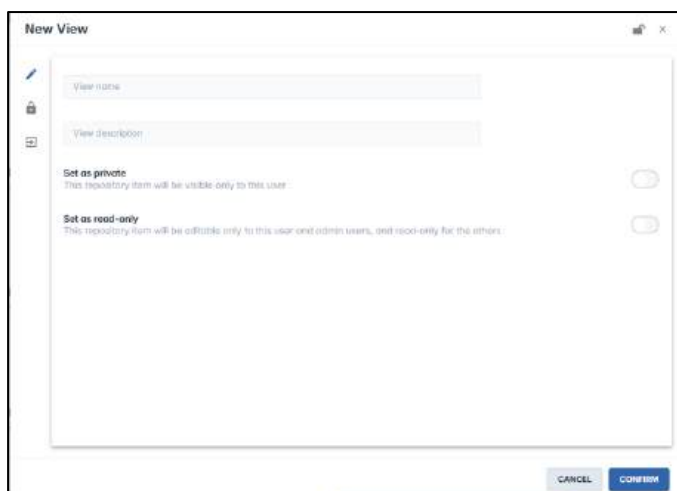 New View
View name
View description
Set as private
This repository item will be visible only to this user
Set as read-only
This repository item will be editable only to this user and admin users, and read-only for the others
CANCEL
CONFIRM